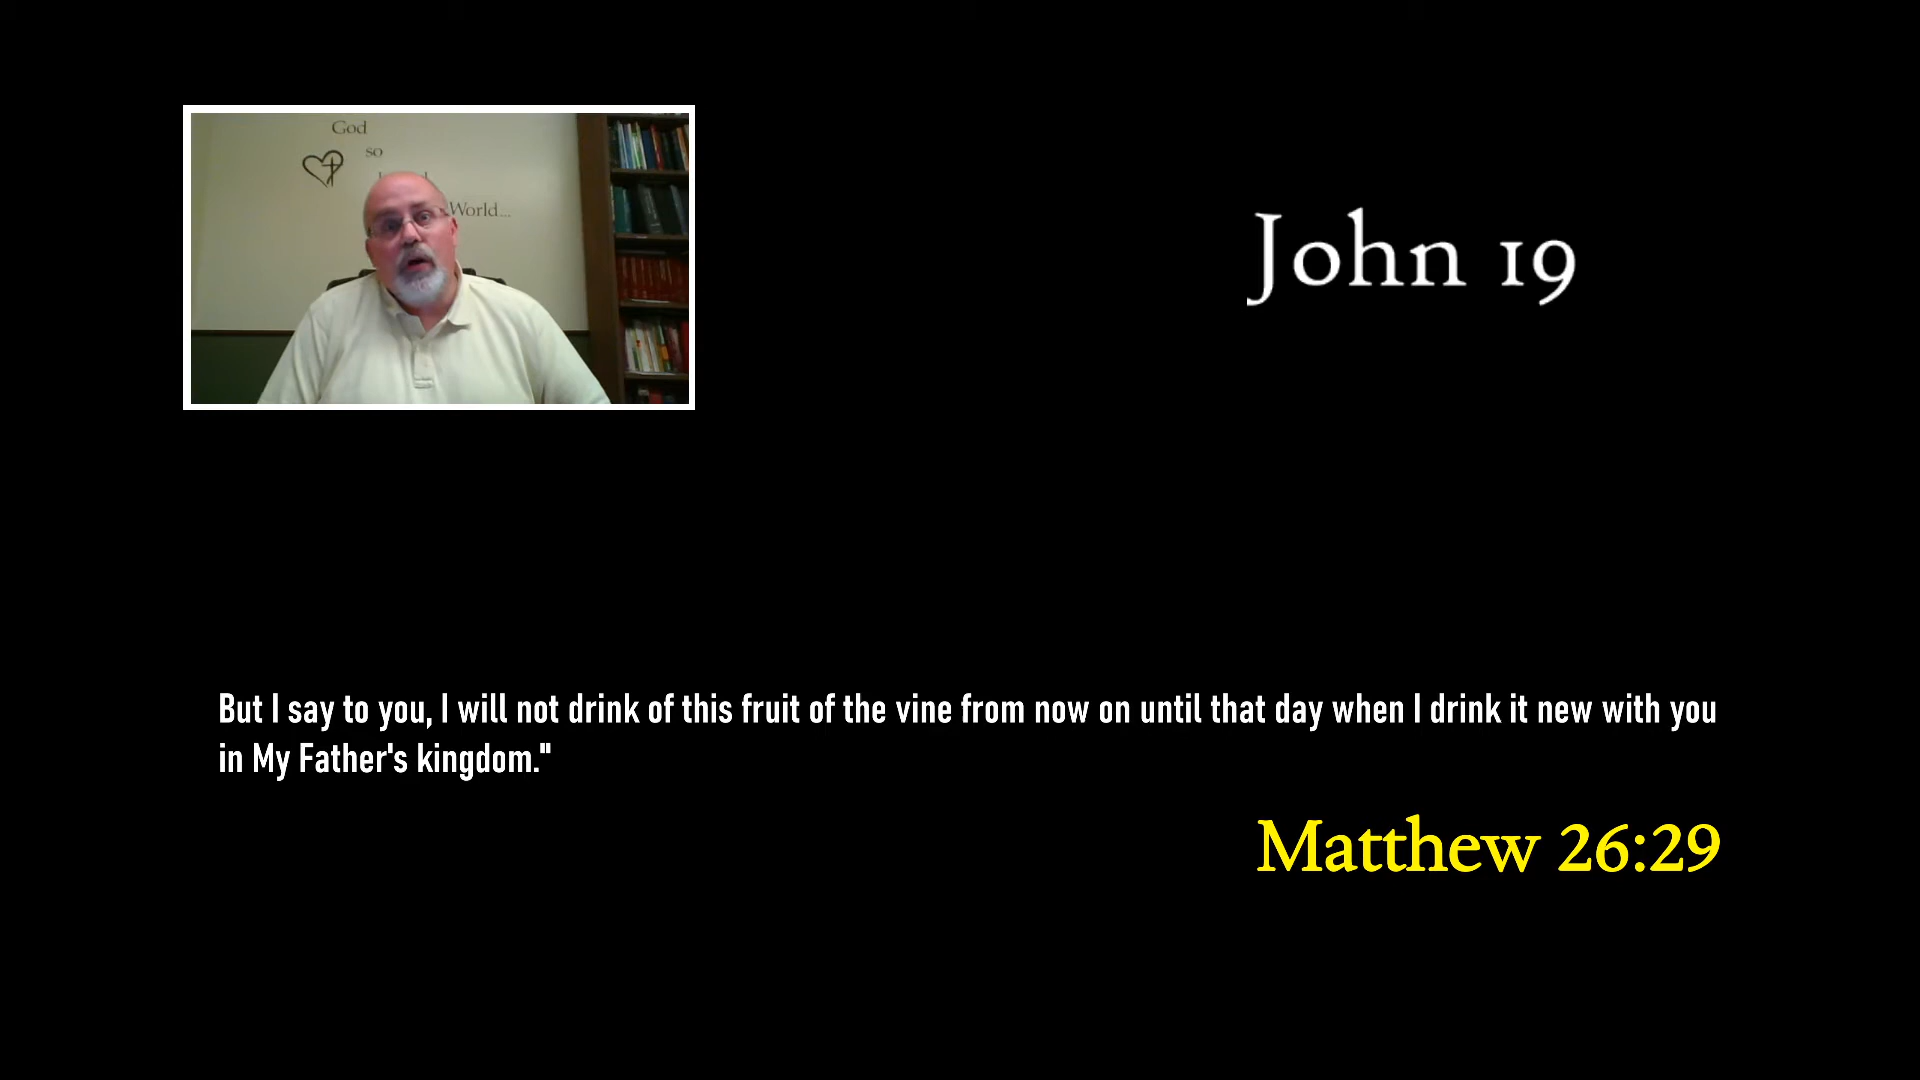 God
so
World...
John 19
But I say to you, I will not drink of this fruit of the vine from now on until that day when I drink it new with you
in My Father's kingdom."
Matthew 26:29